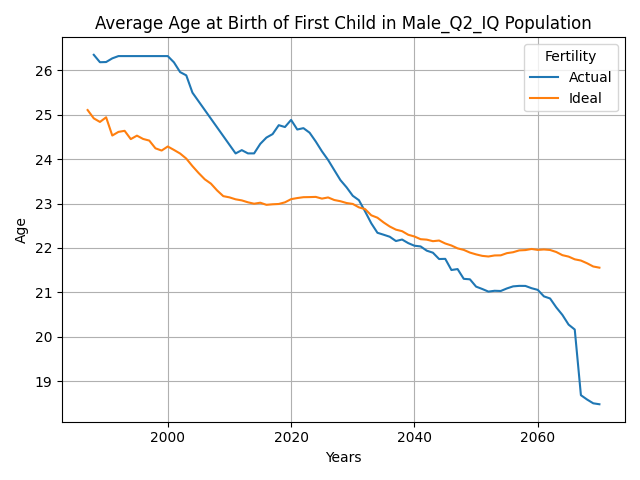 Average Age at Birth of First Child in Male_Q2_IQ Population
Fertility
Actual
Ideal
Age
26
25
24
23
22
21
20
19
2000
2020
2040
2060
Years